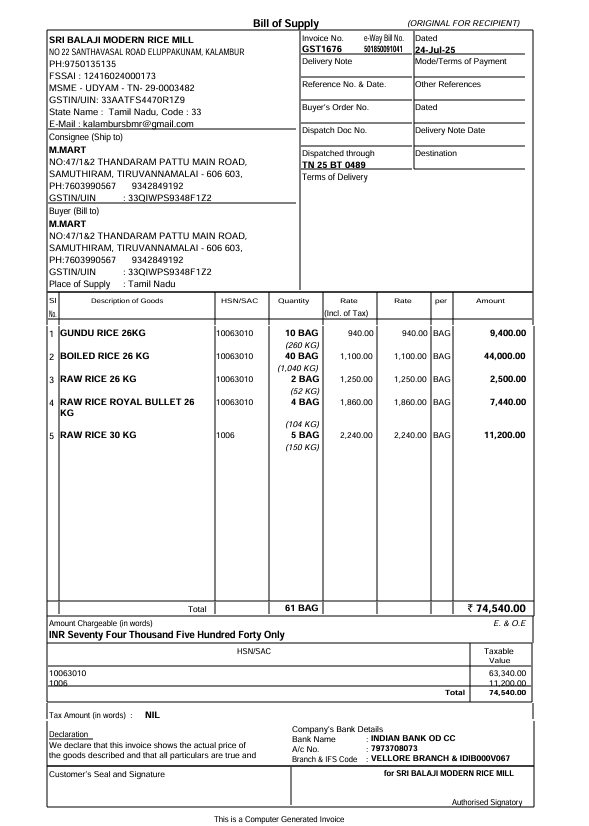 Bill of Supply
(ORIGINAL FOR RECIPIENT)
SRI BALAJI MODERN RICE MILL
NO 22 SANTHAVASAL ROAD ELUPPAKUNAM, KALAMBUR
PH:9750135135
FSSAI : 12416024000173
MSME - UDYAM - TN- 29-0003482
GSTIN/UIN: 33AATFS4470R1Z9
State Name : Tamil Nadu, Code : 33
E-Mail : kalambursbmr@gmail.com
Invoice No. e-Way Bill No.
GST1676 501850091041
Dated
24-Jul-25
Delivery Note
Mode/Terms of Payment
Reference No. & Date.
Other References
Buyer's Order No.
Dated
Dispatch Doc No.
Delivery Note Date
Dispatched through
TN 25 BT 0489
Destination
Terms of Delivery
Consignee (Ship to)
M.MART
NO:47/1&2 THANDARAM PATTU MAIN ROAD,
SAMUTHIRAM, TIRUVANNAMALAI - 606 603,
PH:7603990567 9342849192
GSTIN/UIN : 33QIWPS9348F1Z2
Buyer (Bill to)
M.MART
NO:47/1&2 THANDARAM PATTU MAIN ROAD,
SAMUTHIRAM, TIRUVANNAMALAI - 606 603,
PH:7603990567 9342849192
GSTIN/UIN : 33QIWPS9348F1Z2
Place of Supply : Tamil Nadu
Sl Description of Goods HSN/SAC Quantity Rate Rate per Amount
No. (Incl. of Tax)
1 GUNDU RICE 26KG 10063010 10 BAG 940.00 940.00 BAG 9,400.00
(260 KG)
2 BOILED RICE 26 KG 10063010 40 BAG 1,100.00 1,100.00 BAG 44,000.00
(1,040 KG)
3 RAW RICE 26 KG 10063010 2 BAG 1,250.00 1,250.00 BAG 2,500.00
(52 KG)
4 RAW RICE ROYAL BULLET 26 10063010 4 BAG 1,860.00 1,860.00 BAG 7,440.00
KG
(104 KG)
5 RAW RICE 30 KG 1006 5 BAG 2,240.00 2,240.00 BAG 11,200.00
(150 KG)
Total 61 BAG ₹ 74,540.00
Amount Chargeable (in words) E. & O.E
INR Seventy Four Thousand Five Hundred Forty Only
HSN/SAC Taxable
Value
10063010 63,340.00
1006 11,200.00
Total 74,540.00
Tax Amount (in words) : NIL
Declaration
We declare that this invoice shows the actual price of
the goods described and that all particulars are true and
Company's Bank Details
Bank Name : INDIAN BANK OD CC
A/c No. : 7973708073
Branch & IFS Code : VELLORE BRANCH & IDIB000V067
Customer's Seal and Signature
for SRI BALAJI MODERN RICE MILL
Authorised Signatory
This is a Computer Generated Invoice